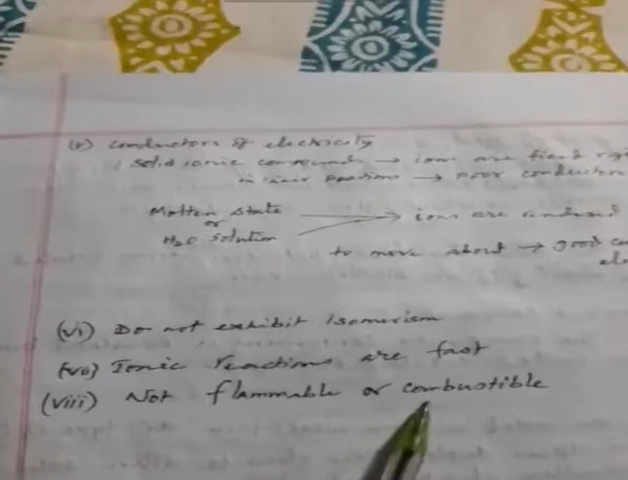 (v) conductors of electricity
Solid ionic compounds → ions are fixed
in their positions → poor conductor
Molten state
or → ions are rendered
H2O solution
to move about → good
(vi) Do not exhibit isomerism
(vii) Ionic reactions are fast
(viii) Not flammable or combustible